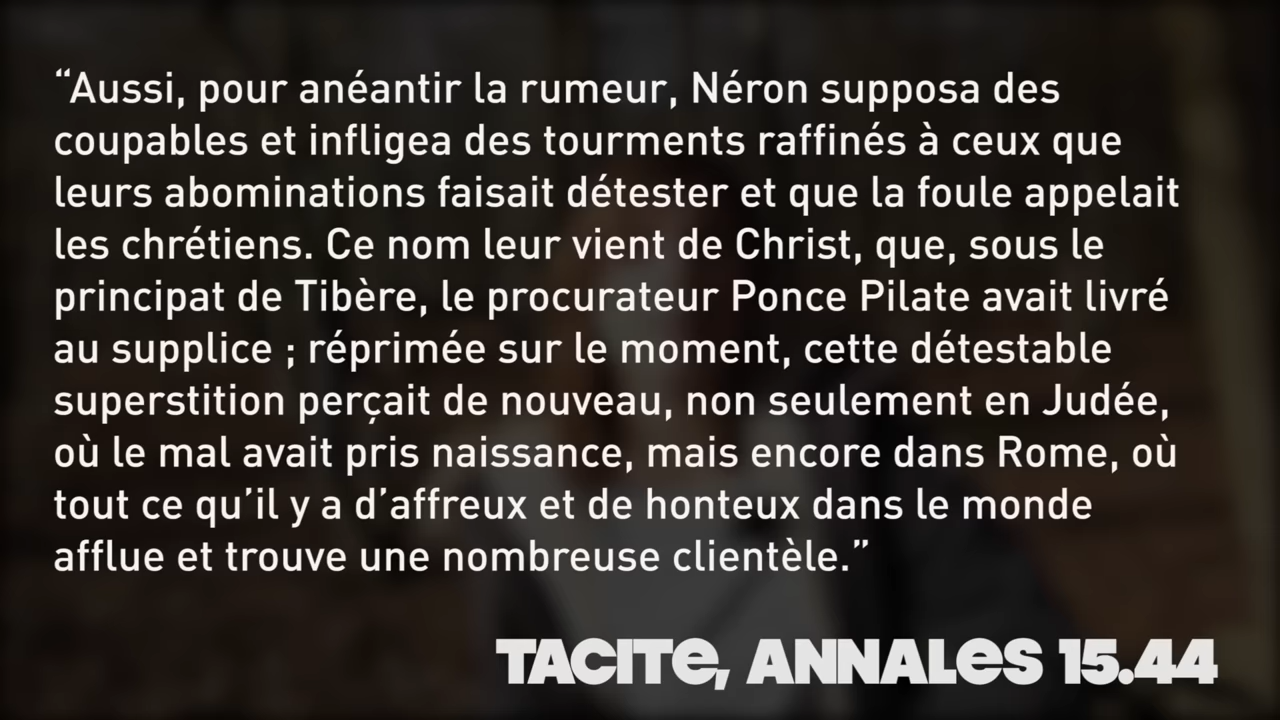 “Aussi, pour anéantir la rumeur, Néron supposa des
coupables et infligea des tourments raffinés à ceux que
leurs abominations faisait détester et que la foule appelait
les chrétiens. Ce nom leur vient de Christ, que, sous le
principat de Tibère, le procurateur Ponce Pilate avait livré
au supplice ; réprimée sur le moment, cette détestable
superstition perçait de nouveau, non seulement en Judée,
où le mal avait pris naissance, mais encore dans Rome, où
tout ce qu’il y a d’affreux et de honteux dans le monde
afflue et trouve une nombreuse clientèle.”
TACITe, ANNALes 15.44